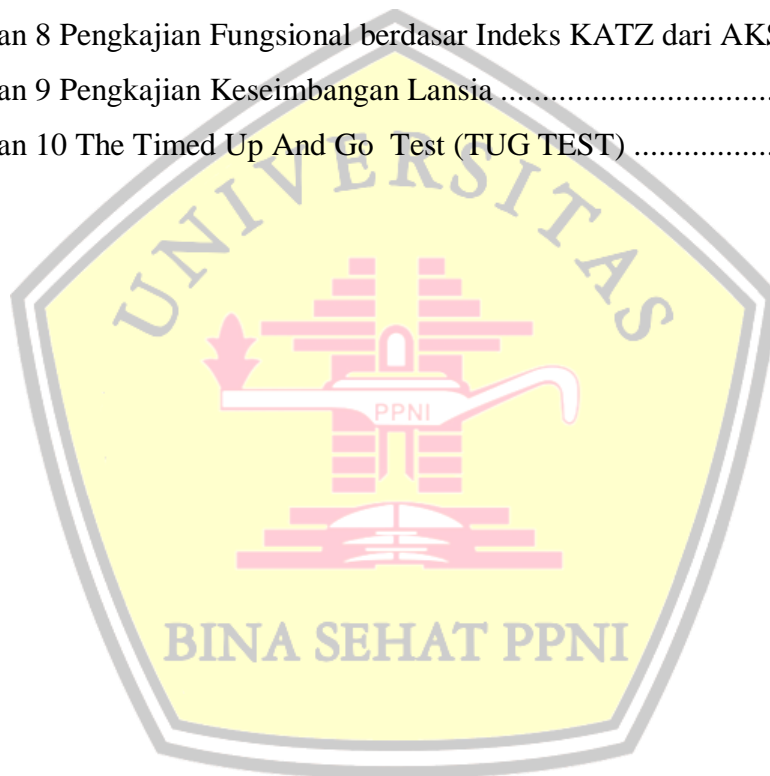 an 8 Pengkajian Fungsional berdasar Indeks KATZ dari AKS
an 9 Pengkajian Keseimbangan Lansia ................................
an 10 The Timed Up And Go  Test (TUG TEST) .................
UNIVERSITAS
PPNI
BINA SEHAT PPNI